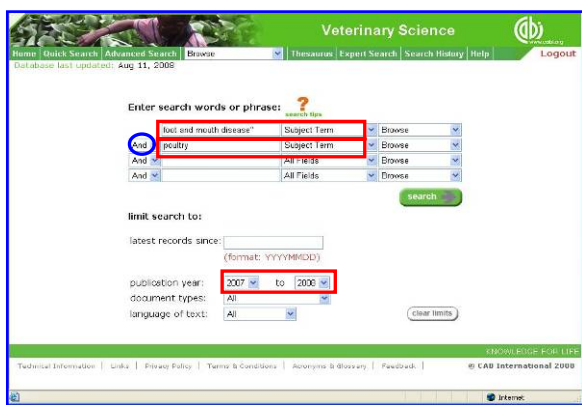 Veterinary Science
cabi
www.cabi.org
Home Quick Search Advanced Search Browse Thesaurus Expert Search Search History Help Logout
Database last updated: Aug 11, 2008
Enter search words or phrase: ?
search tips
foot and mouth disease" Subject Term Browse
And poultry Subject Term Browse
And All Fields Browse
And All Fields Browse
search
limit search to:
latest records since:
(format: YYYYMMDD)
publication year: 2007 to 2008
document types: All
language of text: All clear limits
KNOWLEDGE FOR LIFE
Technical Information | Links | Privacy Policy | Terms & Conditions | Acronyms & Glossary | Feedback |
© CAB International 2008
Internet